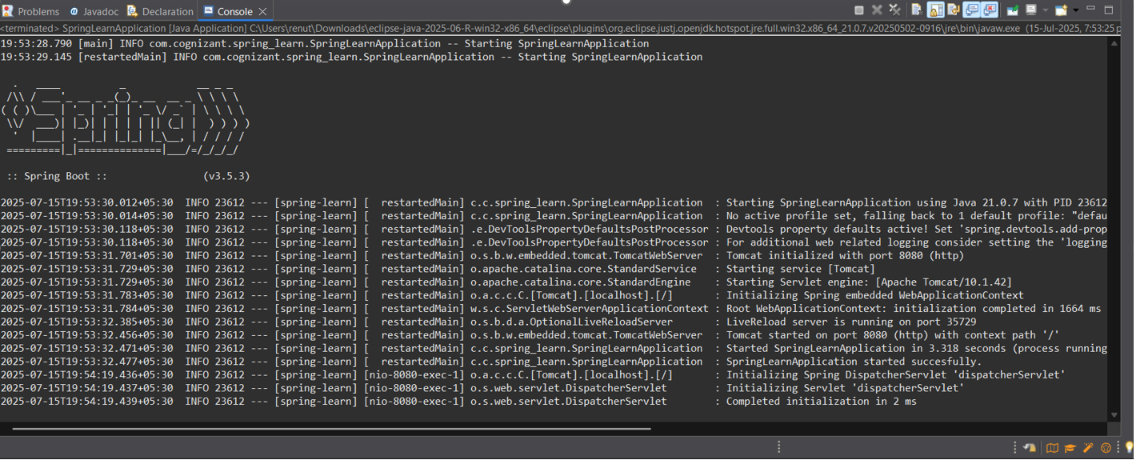 Problems Javadoc Declaration Console
<terminated> SpringLearnApplication [Java Application] C:\Users\renut\Downloads\eclipse-java-2025-06-R-win32-x86_64\eclipse\plugins\org.eclipse.justj.openjdk.hotspot.jre.full.win32.x86_64_21.0.7.v20250502-0916\jre\bin\javaw.exe (15-Jul-2025, 7:53:25 p
19:53:28.790 [main] INFO com.cognizant.spring_learn.SpringLearnApplication -- Starting SpringLearnApplication
19:53:29.145 [restartedMain] INFO com.cognizant.spring_learn.SpringLearnApplication -- Starting SpringLearnApplication
  .   ____          _            __ _ _
 /\\ / ___'_ __ _ _(_)_ __  __ _ \ \ \ \
( ( )\___ | '_ | '_| | '_ \/ _` | \ \ \ \
 \\/  ___)| |_)| | | | | || (_| |  ) ) ) )
  '  |____| .__|_| |_|_| |_\__, | / / / /
 =========|_|==============|___/=/_/_/_/
 :: Spring Boot ::                (v3.5.3)
2025-07-15T19:53:30.012+05:30  INFO 23612 --- [spring-learn] [  restartedMain] c.c.spring_learn.SpringLearnApplication  : Starting SpringLearnApplication using Java 21.0.7 with PID 23612
2025-07-15T19:53:30.014+05:30  INFO 23612 --- [spring-learn] [  restartedMain] c.c.spring_learn.SpringLearnApplication  : No active profile set, falling back to 1 default profile: "defau
2025-07-15T19:53:30.118+05:30  INFO 23612 --- [spring-learn] [  restartedMain] .e.DevToolsPropertyDefaultsPostProcessor : Devtools property defaults active! Set 'spring.devtools.add-prop
2025-07-15T19:53:30.118+05:30  INFO 23612 --- [spring-learn] [  restartedMain] .e.DevToolsPropertyDefaultsPostProcessor : For additional web related logging consider setting the 'logging
2025-07-15T19:53:31.701+05:30  INFO 23612 --- [spring-learn] [  restartedMain] o.s.b.w.embedded.tomcat.TomcatWebServer  : Tomcat initialized with port 8080 (http)
2025-07-15T19:53:31.729+05:30  INFO 23612 --- [spring-learn] [  restartedMain] o.apache.catalina.core.StandardService   : Starting service [Tomcat]
2025-07-15T19:53:31.729+05:30  INFO 23612 --- [spring-learn] [  restartedMain] o.apache.catalina.core.StandardEngine    : Starting Servlet engine: [Apache Tomcat/10.1.42]
2025-07-15T19:53:31.783+05:30  INFO 23612 --- [spring-learn] [  restartedMain] o.a.c.c.C.[Tomcat].[localhost].[/]       : Initializing Spring embedded WebApplicationContext
2025-07-15T19:53:31.784+05:30  INFO 23612 --- [spring-learn] [  restartedMain] w.s.c.ServletWebServerApplicationContext : Root WebApplicationContext: initialization completed in 1664 ms
2025-07-15T19:53:32.385+05:30  INFO 23612 --- [spring-learn] [  restartedMain] o.s.b.d.a.OptionalLiveReloadServer       : LiveReload server is running on port 35729
2025-07-15T19:53:32.456+05:30  INFO 23612 --- [spring-learn] [  restartedMain] o.s.b.w.embedded.tomcat.TomcatWebServer  : Tomcat started on port 8080 (http) with context path '/'
2025-07-15T19:53:32.471+05:30  INFO 23612 --- [spring-learn] [  restartedMain] c.c.spring_learn.SpringLearnApplication  : Started SpringLearnApplication in 3.318 seconds (process running
2025-07-15T19:53:32.478+05:30  INFO 23612 --- [spring-learn] [  restartedMain] c.c.spring_learn.SpringLearnApplication  : SpringLearnApplication started succesfully.
2025-07-15T19:54:19.436+05:30  INFO 23612 --- [spring-learn] [nio-8080-exec-1] o.a.c.c.C.[Tomcat].[localhost].[/]       : Initializing Spring DispatcherServlet 'dispatcherServlet'
2025-07-15T19:54:19.437+05:30  INFO 23612 --- [spring-learn] [nio-8080-exec-1] o.s.web.servlet.DispatcherServlet        : Initializing Servlet 'dispatcherServlet'
2025-07-15T19:54:19.439+05:30  INFO 23612 --- [spring-learn] [nio-8080-exec-1] o.s.web.servlet.DispatcherServlet        : Completed initialization in 2 ms